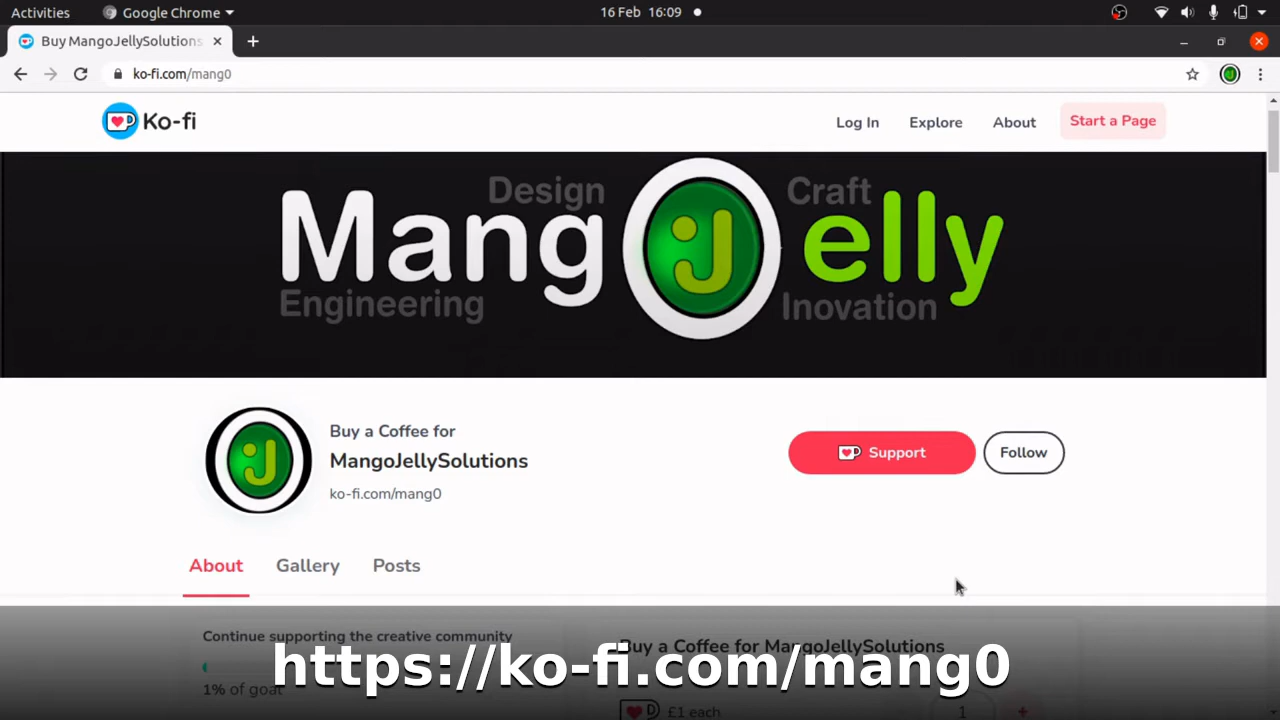 Activities Google Chrome 16 Feb 16:09
Buy MangoJellySolutions
ko-fi.com/mang0
Ko-fi Log In Explore About Start a Page
Design Craft
Mang J elly
Engineering Inovation
Buy a Coffee for
MangoJellySolutions
ko-fi.com/mang0
Support Follow
About Gallery Posts
Continue supporting the creative community
Buy a Coffee for MangoJellySolutions
https://ko-fi.com/mang0
1% of goal
£1 each 1 +